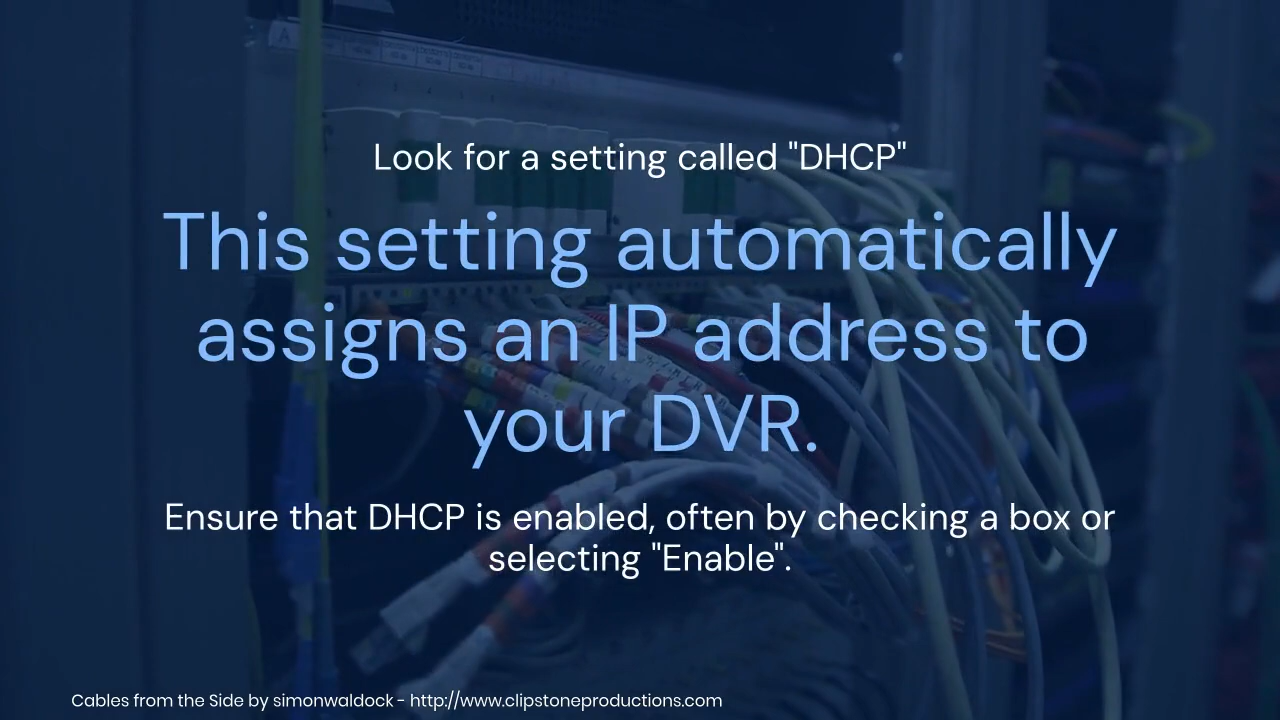 Look for a setting called "DHCP"
This setting automatically
assigns an IP address to
your DVR.
Ensure that DHCP is enabled, often by checking a box or
selecting "Enable".
Cables from the Side by simonwaldock - http://www.clipstoneproductions.com